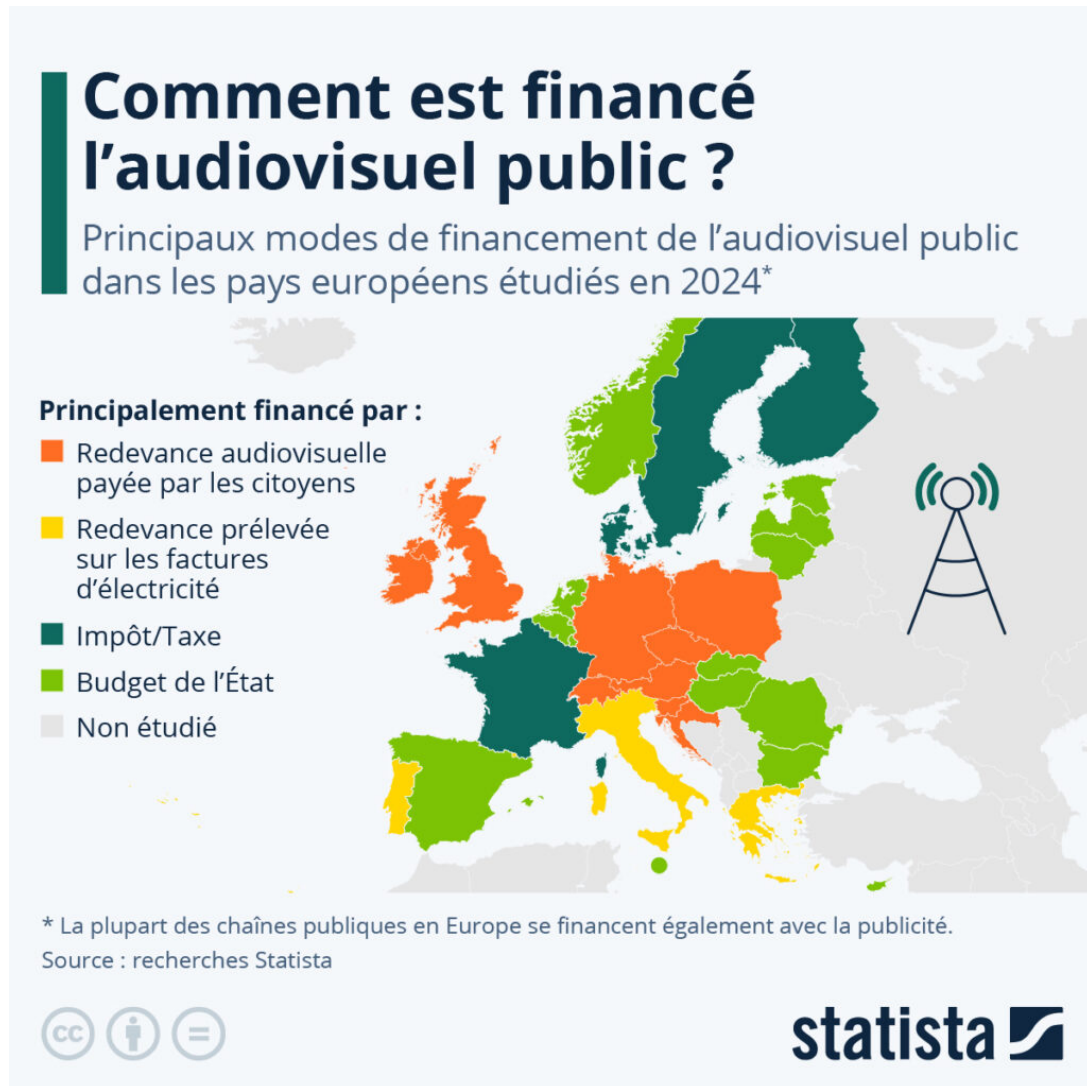 Comment est financé
l’audiovisuel public ?
Principaux modes de financement de l’audiovisuel public
dans les pays européens étudiés en 2024*
Principalement financé par :
Redevance audiovisuelle
payée par les citoyens
Redevance prélevée
sur les factures
d’électricité
Impôt/Taxe
Budget de l’État
Non étudié
* La plupart des chaînes publiques en Europe se financent également avec la publicité.
Source : recherches Statista
cc
statista